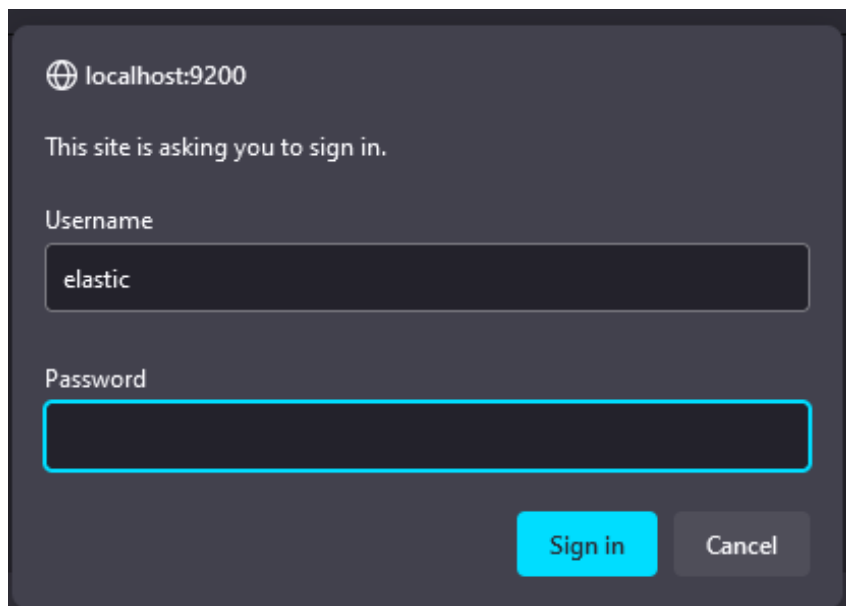 localhost:9200
This site is asking you to sign in.
Username
elastic
Password
Sign in Cancel